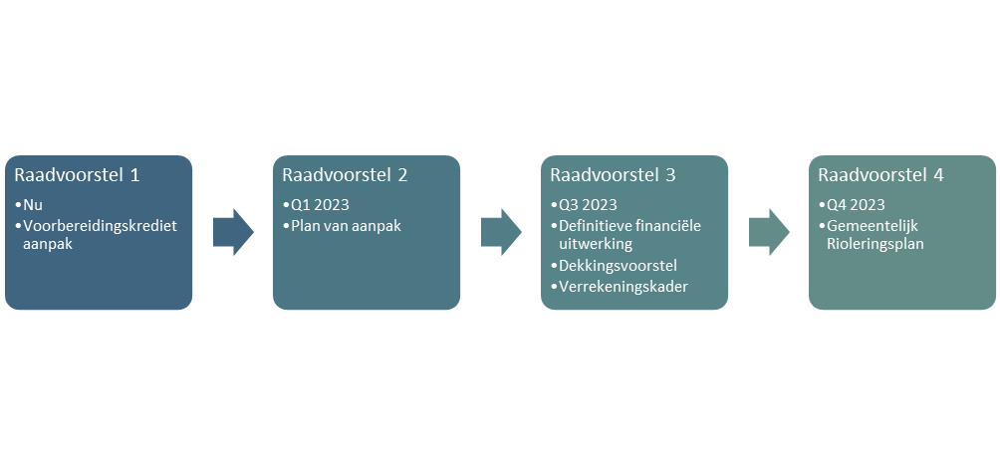 Raadvoorstel 1
•Nu
•Voorbereidingskrediet
aanpak
Raadvoorstel 2
•Q1 2023
•Plan van aanpak
Raadvoorstel 3
•Q3 2023
•Definitieve financiële
uitwerking
•Dekkingsvoorstel
•Verrekeningskader
Raadvoorstel 4
•Q4 2023
•Gemeentelijk
Rioleringsplan